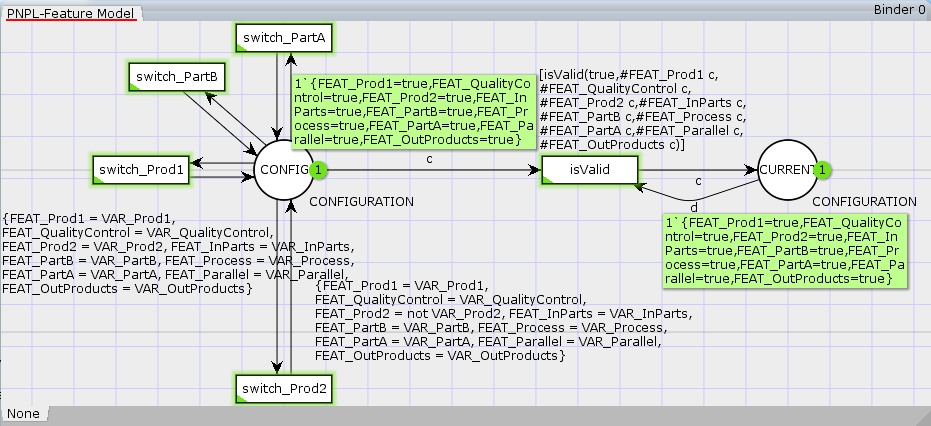 PNPL-Feature Model
Binder 0
switch_PartA
switch_PartB
1`{FEAT_Prod1=true,FEAT_QualityCo
ntrol=true,FEAT_Prod2=true,FEAT_In
Parts=true,FEAT_PartB=true,FEAT_Pr
ocess=true,FEAT_PartA=true,FEAT_Pa
rallel=true,FEAT_OutProducts=true}
[isValid(true,#FEAT_Prod1 c,
#FEAT_QualityControl c,
#FEAT_Prod2 c,#FEAT_InParts c,
#FEAT_PartB c,#FEAT_Process c,
#FEAT_PartA c,#FEAT_Parallel c,
#FEAT_OutProducts c)]
switch_Prod1
CONFIG
1
c
isValid
c
CURRENT
1
d
CONFIGURATION
CONFIGURATION
{FEAT_Prod1 = VAR_Prod1,
FEAT_QualityControl = VAR_QualityControl,
FEAT_Prod2 = VAR_Prod2, FEAT_InParts = VAR_InParts,
FEAT_PartB = VAR_PartB, FEAT_Process = VAR_Process,
FEAT_PartA = VAR_PartA, FEAT_Parallel = VAR_Parallel,
FEAT_OutProducts = VAR_OutProducts}
1`{FEAT_Prod1=true,FEAT_QualityCo
ntrol=true,FEAT_Prod2=true,FEAT_In
Parts=true,FEAT_PartB=true,FEAT_Pr
ocess=true,FEAT_PartA=true,FEAT_Pa
rallel=true,FEAT_OutProducts=true}
{FEAT_Prod1 = VAR_Prod1,
FEAT_QualityControl = VAR_QualityControl,
FEAT_Prod2 = not VAR_Prod2, FEAT_InParts = VAR_InParts,
FEAT_PartB = VAR_PartB, FEAT_Process = VAR_Process,
FEAT_PartA = VAR_PartA, FEAT_Parallel = VAR_Parallel,
FEAT_OutProducts = VAR_OutProducts}
switch_Prod2
None